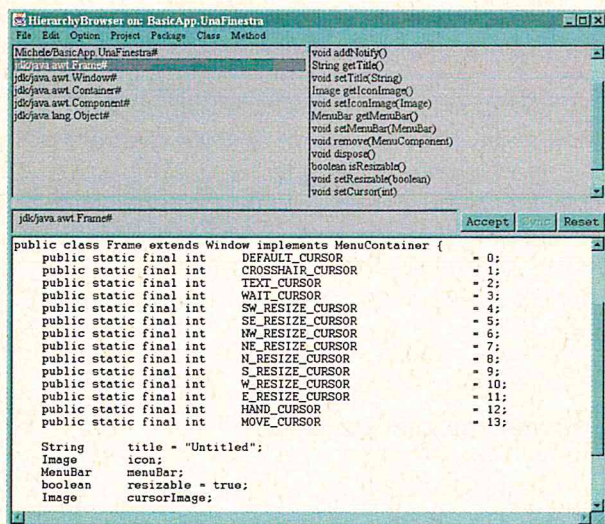 HierarchyBrowser on: BasicApp.UnaFinestra
File Edit Option Project Package Class Method
Michele/BasicApp.UnaFinestra#
jdk/java.awt.Frame#
jdk/java.awt.Window#
jdk/java.awt.Container#
jdk/java.awt.Component#
jdk/java.lang.Object#
void addNotify()
String getTitle()
void setTitle(String)
Image getIconImage()
void setIconImage(Image)
MenuBar getMenuBar()
void setMenuBar(MenuBar)
void remove(MenuComponent)
void dispose()
boolean isResizable()
void setResizable(boolean)
void setCursor(int)
jdk/java.awt.Frame#
Accept Sync Reset
public class Frame extends Window implements MenuContainer {
public static final int DEFAULT_CURSOR = 0;
public static final int CROSSHAIR_CURSOR = 1;
public static final int TEXT_CURSOR = 2;
public static final int WAIT_CURSOR = 3;
public static final int SW_RESIZE_CURSOR = 4;
public static final int SE_RESIZE_CURSOR = 5;
public static final int NW_RESIZE_CURSOR = 6;
public static final int NE_RESIZE_CURSOR = 7;
public static final int N_RESIZE_CURSOR = 8;
public static final int S_RESIZE_CURSOR = 9;
public static final int W_RESIZE_CURSOR = 10;
public static final int E_RESIZE_CURSOR = 11;
public static final int HAND_CURSOR = 12;
public static final int MOVE_CURSOR = 13;
String title = "Untitled";
Image icon;
MenuBar menuBar;
boolean resizable = true;
Image cursorImage;